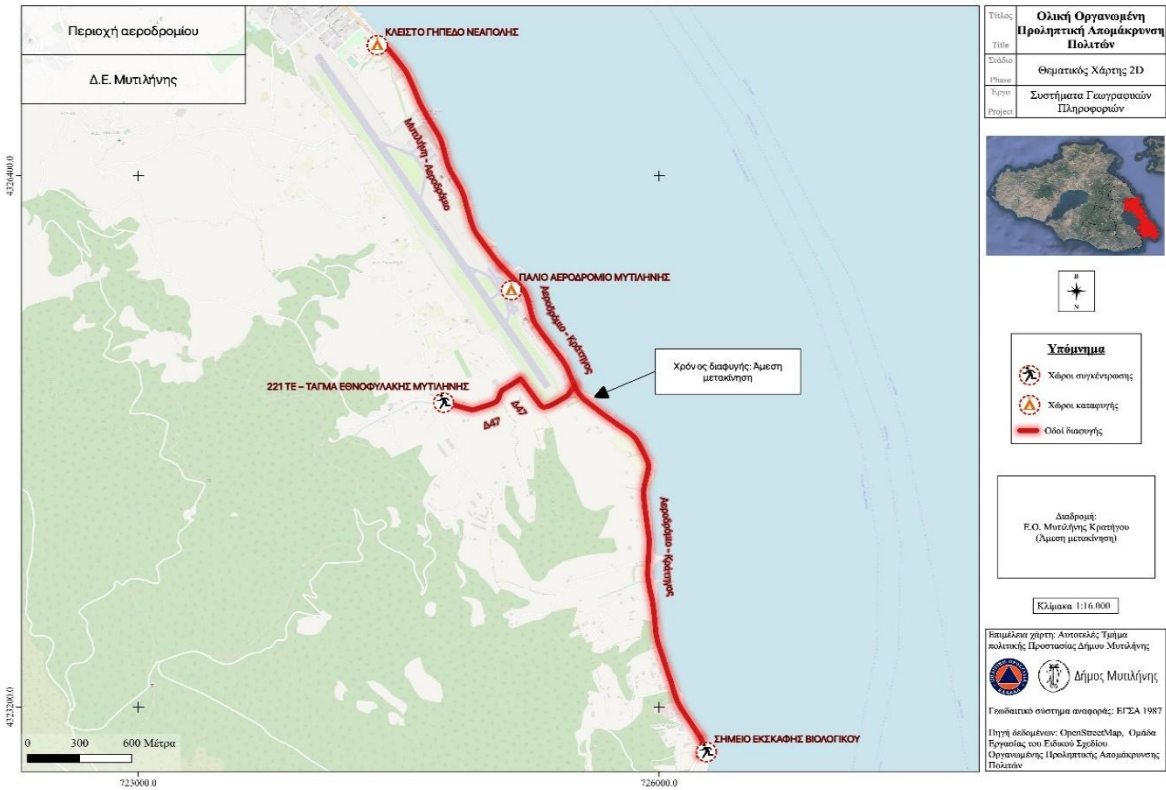 Περιοχή αεροδρομίου
Δ.Ε. Μυτιλήνης
ΚΛΕΙΣΤΟ ΓΗΠΕΔΟ ΝΕΑΠΟΛΗΣ
Μυτιλήνη - Αεροδρόμιο
ΠΑΛΙΟ ΑΕΡΟΔΡΟΜΙΟ ΜΥΤΙΛΗΝΗΣ
Αεροδρόμιο - Κράτηγος
Χρόνος διαφυγής: Άμεση
μετακίνηση
221 ΤΕ – ΤΑΓΜΑ ΕΘΝΟΦΥΛΑΚΗΣ ΜΥΤΙΛΗΝΗΣ
Δ47
Δ47
Αεροδρόμιο - Κράτηγος
ΣΗΜΕΙΟ ΕΚΣΚΑΦΗΣ ΒΙΟΛΟΓΙΚΟΥ
0 300 600 Μέτρα
4326400.0
4323200.0
723000.0
726000.0
Τίτλος
Title
Ολική Οργανωμένη
Προληπτική Απομάκρυνση
Πολιτών
Στάδιο
Phase
Θεματικός Χάρτης 2D
Έργο
Project
Συστήματα Γεωγραφικών
Πληροφοριών
Β
Ν
Υπόμνημα
Χώροι συγκέντρωσης
Χώροι καταφυγής
Οδοί διαφυγής
Διαδρομή:
Ε.Ο. Μυτιλήνης Κρατήγου
(Άμεση μετακίνηση)
Κλίμακα 1:16.000
Επιμέλεια χάρτη: Αυτοτελές Τμήμα
πολιτικής Προστασίας Δήμου Μυτιλήνης
Δήμος Μυτιλήνης
Γεωδαιτικό σύστημα αναφοράς: ΕΓΣΑ 1987
Πηγή δεδομένων: OpenStreetMap, Ομάδα
Εργασίας του Ειδικού Σχεδίου
Οργανωμένης Προληπτικής Απομάκρυνσης
Πολιτών